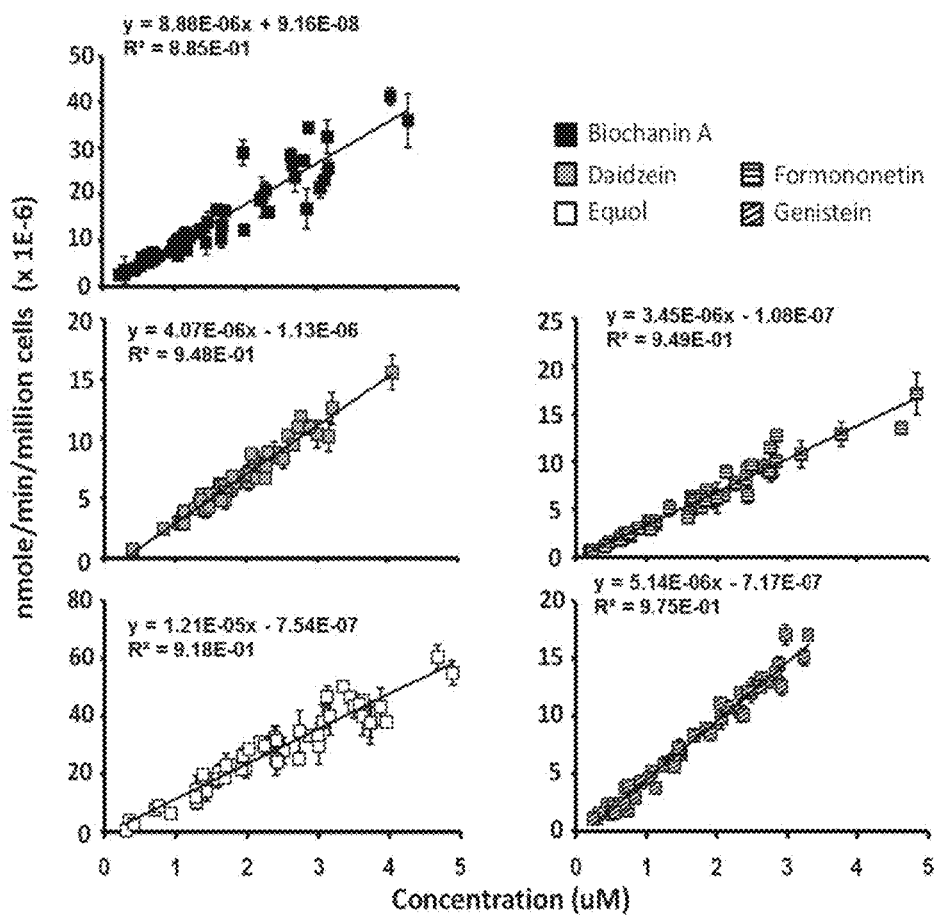 y = 8.88E-06x + 9.16E-08
R² = 8.85E-01
50
40
30
20
10
0
Biochanin A
Daidzein
Formononetin
Equol
Genistein
nmole/min/million cells (x 1E-6)
y = 4.07E-06x - 1.13E-06
R² = 9.48E-01
20
15
10
5
0
y = 3.45E-06x - 1.08E-07
R² = 9.49E-01
25
20
15
10
5
0
y = 1.21E-05x - 7.54E-07
R² = 9.18E-01
80
60
40
20
0
0 1 2 3 4 5
y = 5.14E-06x - 7.17E-07
R² = 9.75E-01
20
15
10
5
0
0 1 2 3 4 5
Concentration (uM)